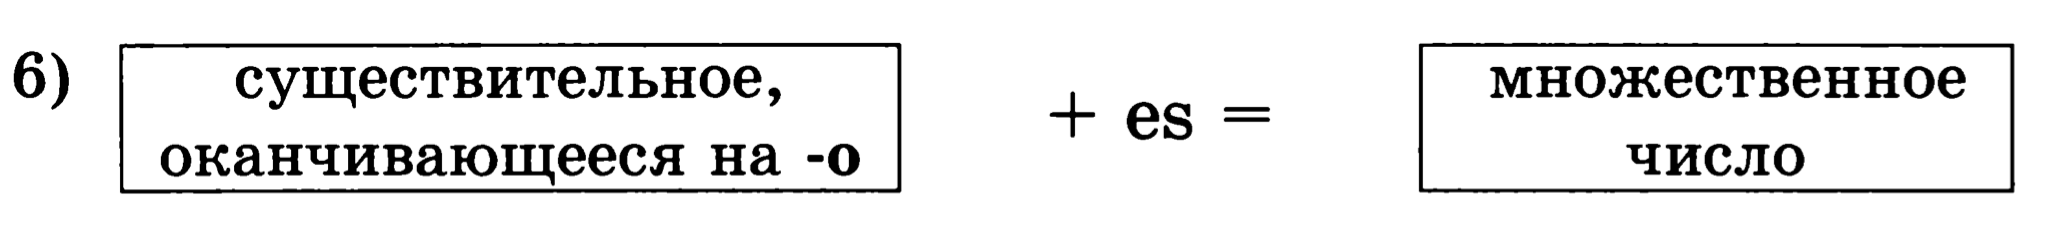 6) существительное,
оканчивающееся на -о
+ es =
множественное
число